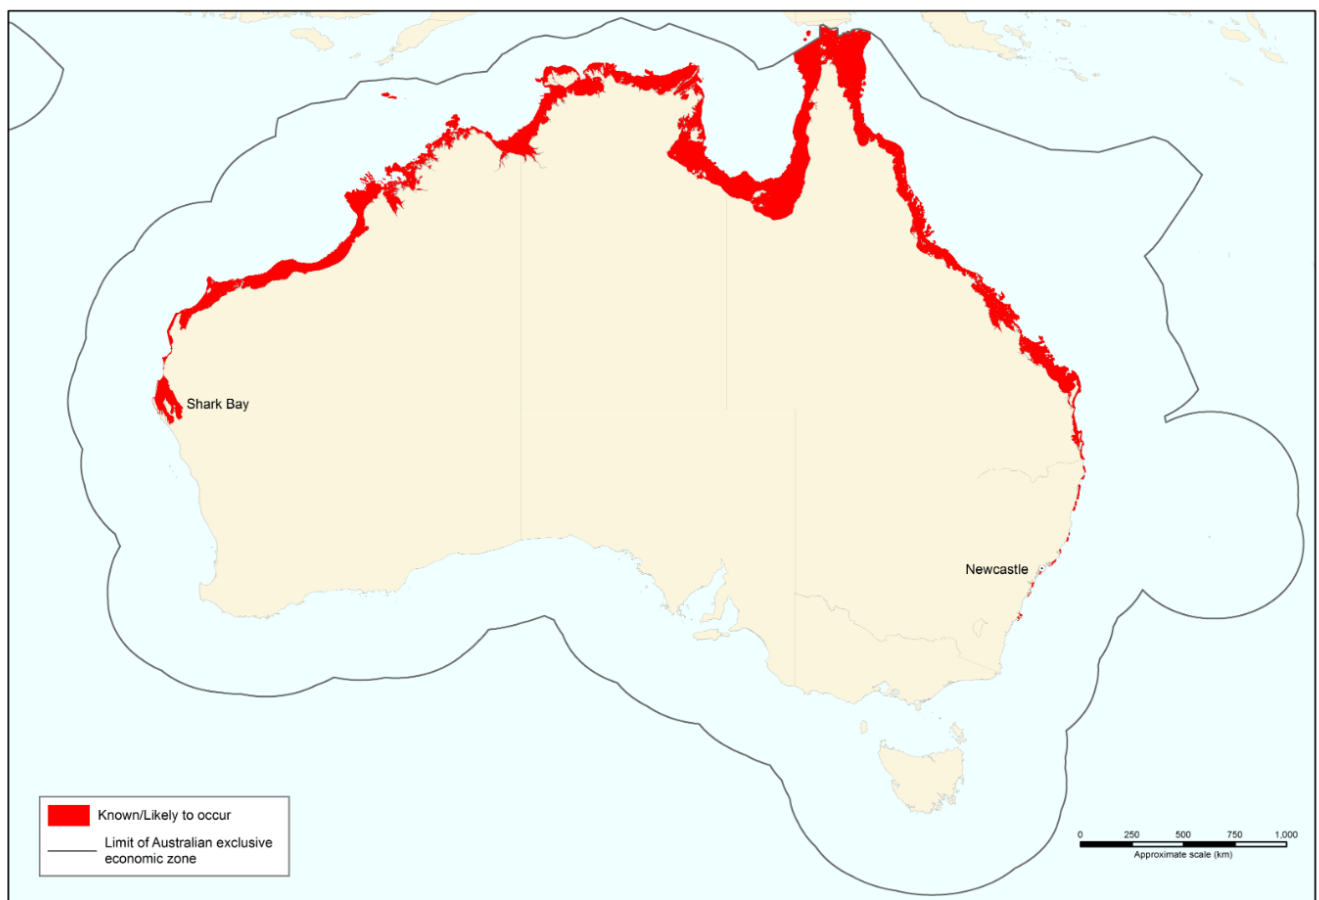 Shark Bay
Newcastle
Known/Likely to occur
Limit of Australian exclusive
economic zone
0 250 500 750 1,000
Approximate scale (km)